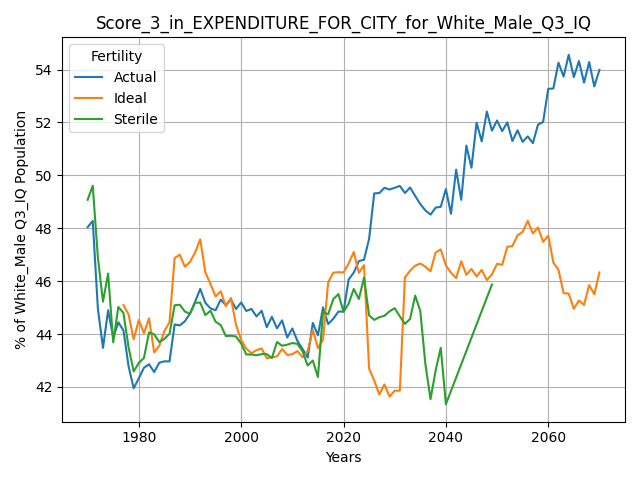 Score_3_in_EXPENDITURE_FOR_CITY_for_White_Male_Q3_IQ
Fertility
Actual
Ideal
Sterile
% of White_Male Q3_IQ Population
54
52
50
48
46
44
42
1980
2000
2020
2040
2060
Years